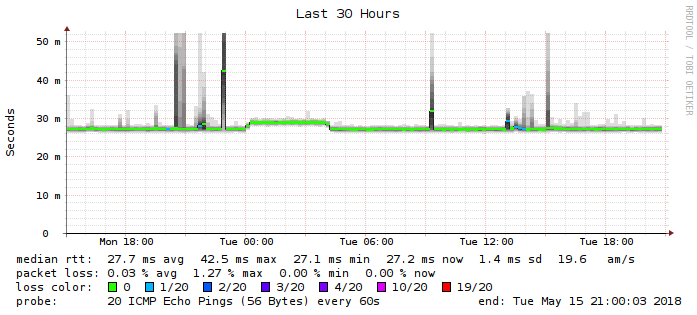 Last 30 Hours
RRDTOOL / TOBI OETIKER
Seconds
50 m
40 m
30 m
20 m
10 m
0
Mon 18:00 Tue 00:00 Tue 06:00 Tue 12:00 Tue 18:00
median rtt: 27.7 ms avg 42.5 ms max 27.1 ms min 27.2 ms now 1.4 ms sd 19.6 am/s
packet loss: 0.03 % avg 1.27 % max 0.00 % min 0.00 % now
loss color: 0 1/20 2/20 3/20 4/20 10/20 19/20
probe: 20 ICMP Echo Pings (56 Bytes) every 60s end: Tue May 15 21:00:03 2018